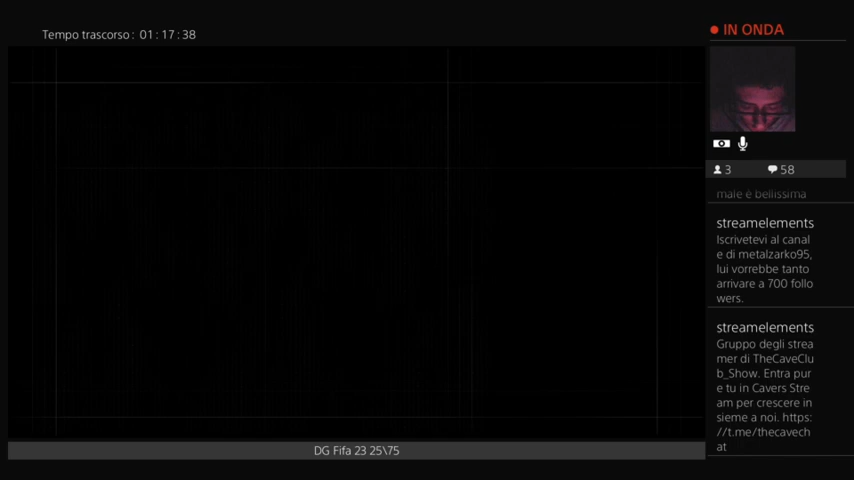 Tempo trascorso: 01:17:38
IN ONDA
3 58
male è bellissima
streamelements
Iscrivetevi al canal
e di metalzarko95,
lui vorrebbe tanto
arrivare a 700 follo
wers.
streamelements
Gruppo degli strea
mer di TheCaveClu
b_Show. Entra pur
e tu in Cavers Stre
am per crescere in
sieme a noi. https:
//t.me/thecavech
at
DG Fifa 23 25\75